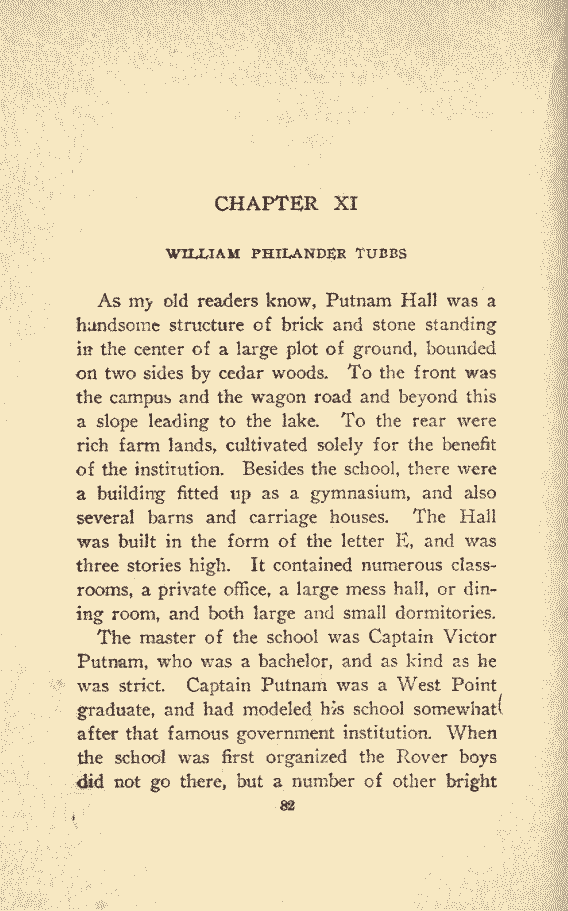 CHAPTER XI
WILLIAM PHILANDER TUBBS
As my old readers know, Putnam Hall was a
handsome structure of brick and stone standing
in the center of a large plot of ground, bounded
on two sides by cedar woods. To the front was
the campus and the wagon road and beyond this
a slope leading to the lake. To the rear were
rich farm lands, cultivated solely for the benefit
of the institution. Besides the school, there were
a building fitted up as a gymnasium, and also
several barns and carriage houses. The Hall
was built in the form of the letter E, and was
three stories high. It contained numerous class-
rooms, a private office, a large mess hall, or din-
ing room, and both large and small dormitories.
The master of the school was Captain Victor
Putnam, who was a bachelor, and as kind as he
was strict. Captain Putnam was a West Point
graduate, and had modeled his school somewhat
after that famous government institution. When
the school was first organized the Rover boys
did not go there, but a number of other bright
82